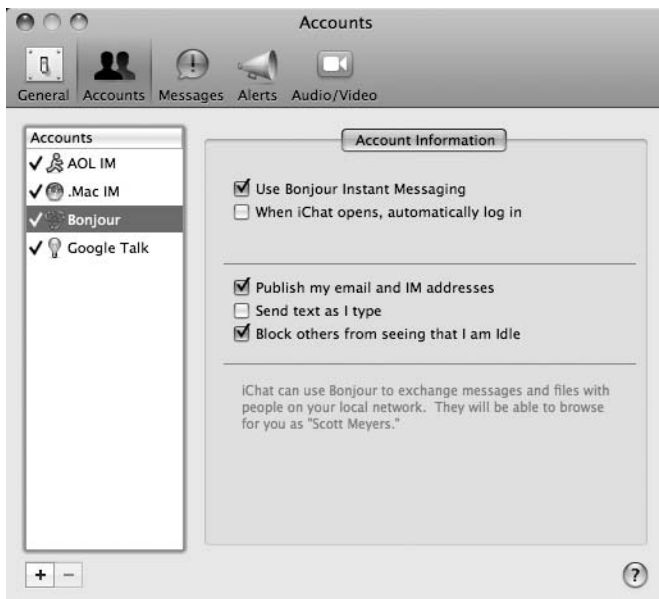 Accounts
General Accounts Messages Alerts Audio/Video
Accounts
AOL IM
.Mac IM
Bonjour
Google Talk
Account Information
Use Bonjour Instant Messaging
When iChat opens, automatically log in
Publish my email and IM addresses
Send text as I type
Block others from seeing that I am Idle
iChat can use Bonjour to exchange messages and files with
people on your local network. They will be able to browse
for you as "Scott Meyers."
+ −
?